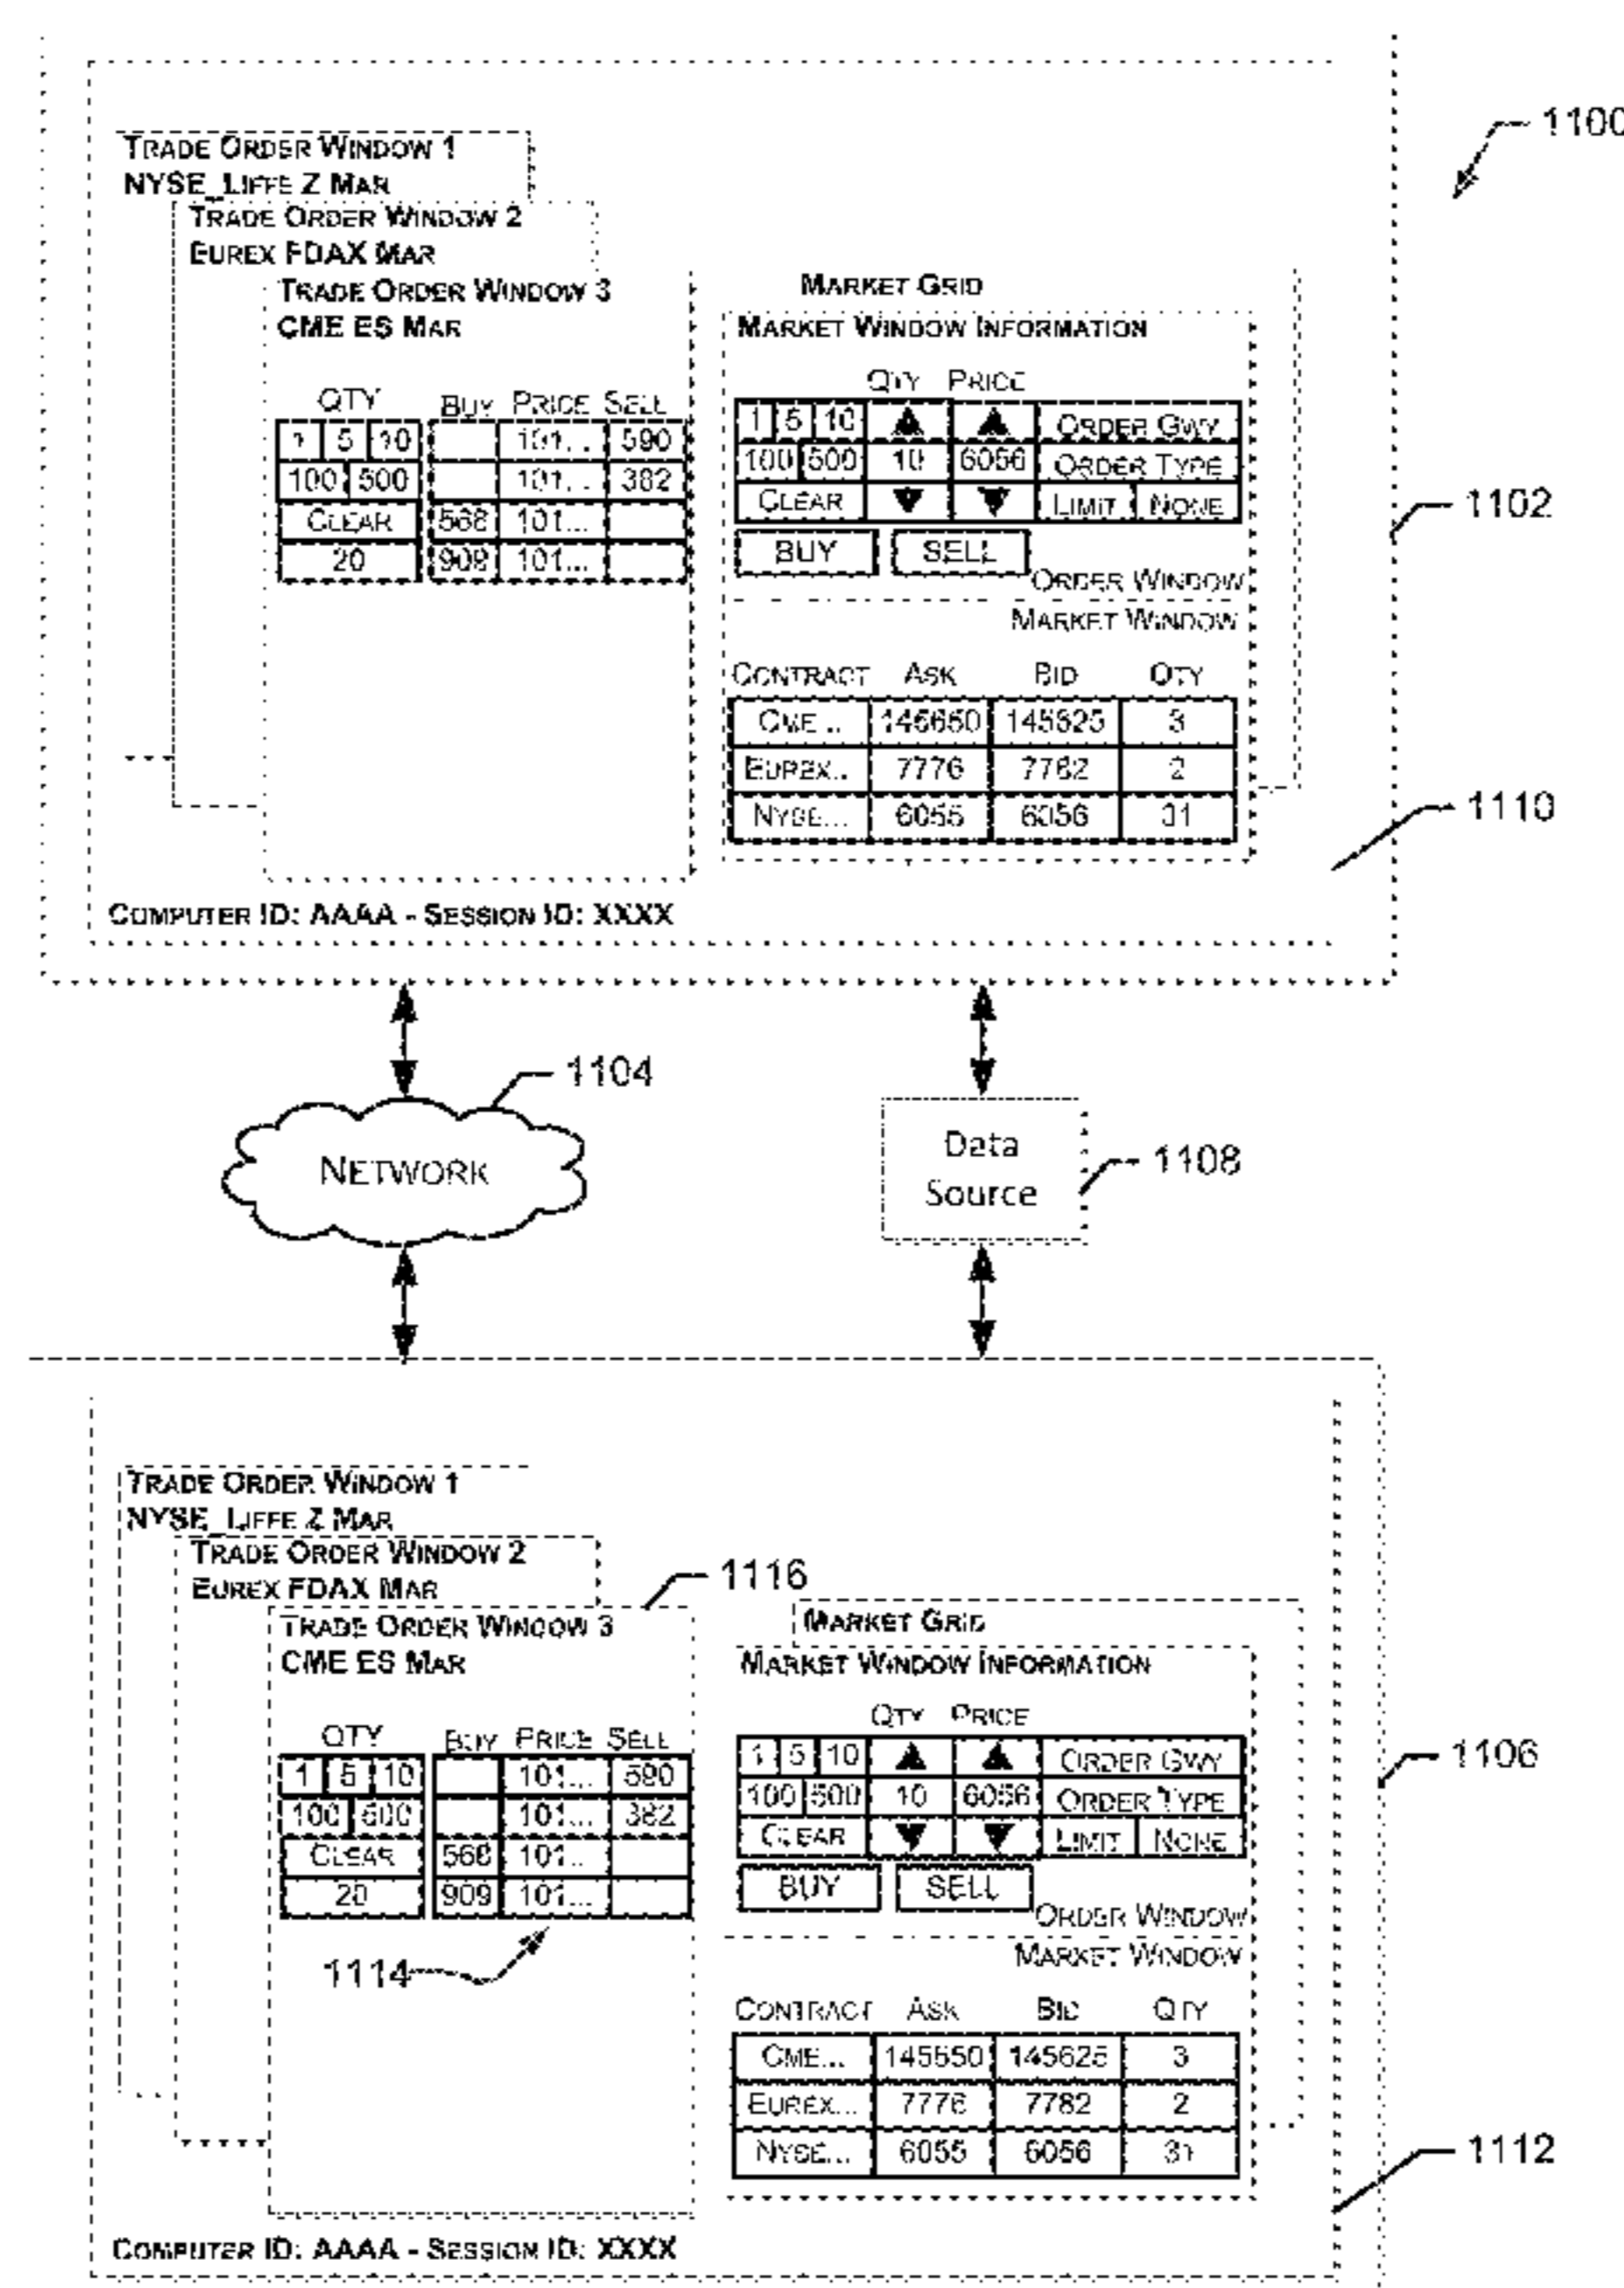 1100
TRADE ORDER WINDOW 1
NYSE_LIFFE Z MAR
TRADE ORDER WINDOW 2
EUREX FDAX MAR
TRADE ORDER WINDOW 3
CME ES MAR
QTY BUY PRICE SELL
1 5 10 101... 590
100 500 101... 382
CLEAR 568 101...
20 909 101...
MARKET GRID
MARKET WINDOW INFORMATION
QTY PRICE
1 5 10 ▲ ▲ ORDER GWY
100 500 10 6056 ORDER TYPE
CLEAR ▼ ▼ LIMIT NONE
BUY SELL
ORDER WINDOW
MARKET WINDOW
CONTRACT ASK BID QTY
CME... 145650 145625 3
EUREX... 7776 7782 2
NYSE... 6055 6056 31
1102
1110
COMPUTER ID: AAAA - SESSION ID: XXXX
1104
NETWORK
Data
Source
1108
TRADE ORDER WINDOW 1
NYSE_LIFFE Z MAR
TRADE ORDER WINDOW 2
EUREX FDAX MAR
1116
TRADE ORDER WINDOW 3
CME ES MAR
QTY BUY PRICE SELL
1 5 10 101... 590
100 500 101... 382
CLEAR 568 101...
20 909 101...
1114
MARKET GRID
MARKET WINDOW INFORMATION
QTY PRICE
1 5 10 ▲ ▲ ORDER GWY
100 500 10 6056 ORDER TYPE
CLEAR ▼ ▼ LIMIT NONE
BUY SELL
ORDER WINDOW
MARKET WINDOW
CONTRACT ASK BID QTY
CME... 145650 145625 3
EUREX... 7776 7782 2
NYSE... 6055 6056 31
1106
1112
COMPUTER ID: AAAA - SESSION ID: XXXX